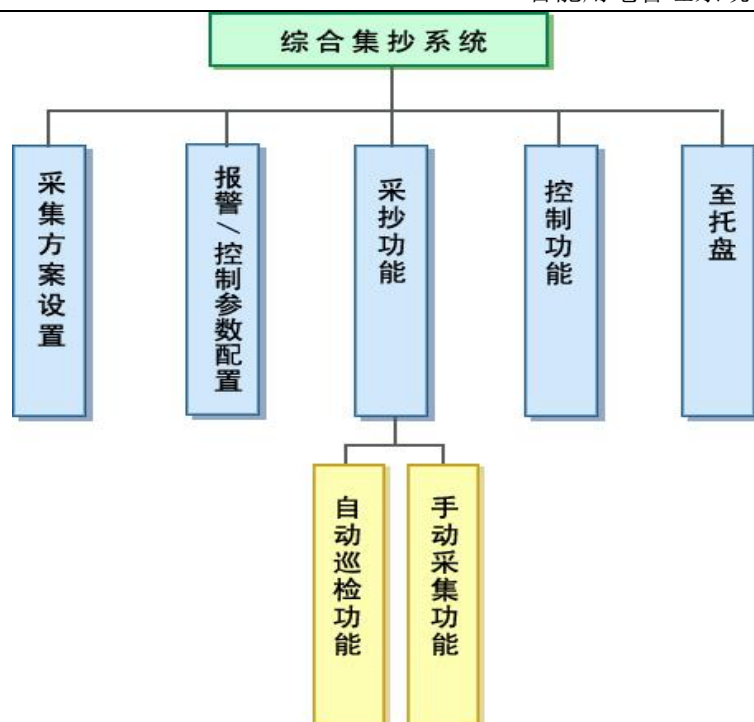 综合集抄系统
采集方案设置
报警/控制参数配置
采抄功能
控制功能
至托盘
自动巡检功能
手动采集功能